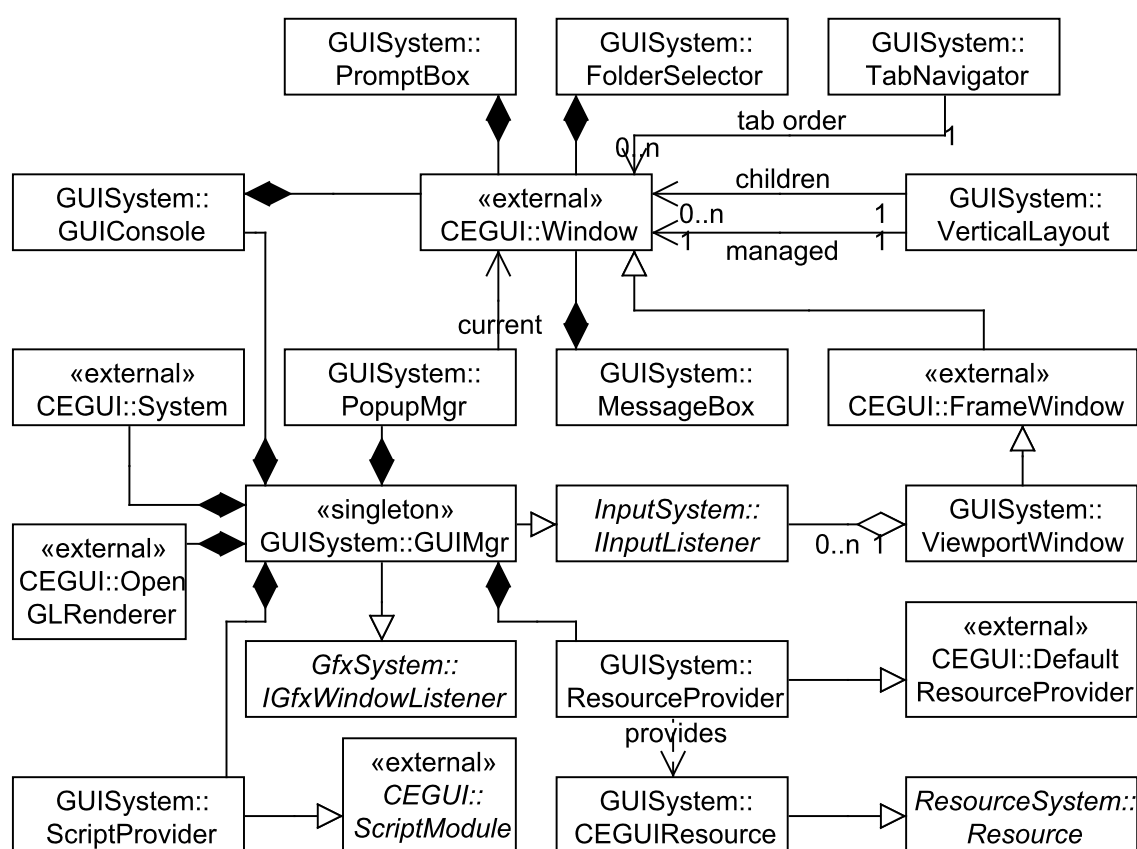 GUISystem::
PromptBox
GUISystem::
FolderSelector
GUISystem::
TabNavigator
tab order
0..n
1
GUISystem::
GUIConsole
«external»
CEGUI::Window
children
0..n
1
1
1
managed
GUISystem::
VerticalLayout
current
«external»
CEGUI::System
GUISystem::
PopupMgr
GUISystem::
MessageBox
«external»
CEGUI::FrameWindow
«singleton»
GUISystem::GUIMgr
InputSystem::
IInputListener
0..n
1
GUISystem::
ViewportWindow
«external»
CEGUI::Open
GLRenderer
GfxSystem::
IGfxWindowListener
GUISystem::
ResourceProvider
«external»
CEGUI::Default
ResourceProvider
provides
GUISystem::
ScriptProvider
«external»
CEGUI::
ScriptModule
GUISystem::
CEGUIResource
ResourceSystem::
Resource